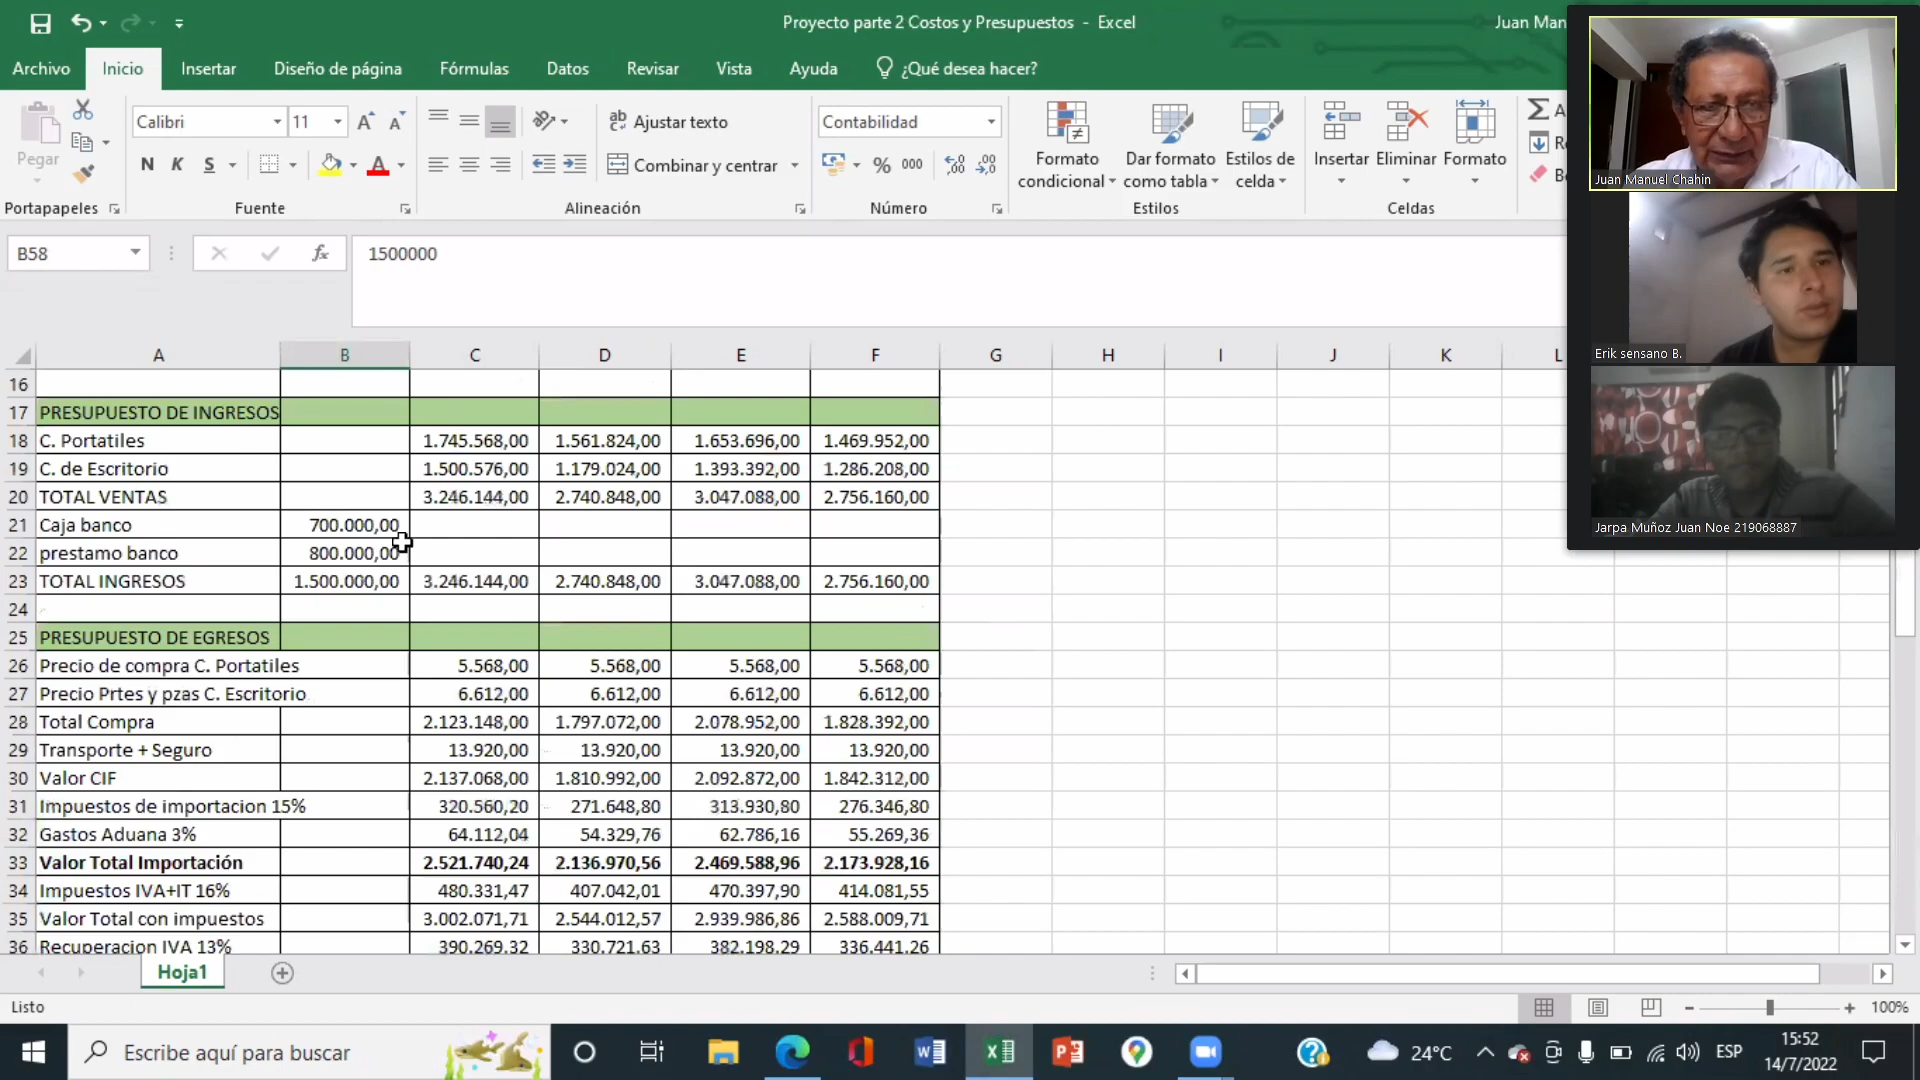 Proyecto parte 2 Costos y Presupuestos - Excel
Juan Man
Archivo Inicio Insertar Diseño de página Fórmulas Datos Revisar Vista Ayuda ¿Qué desea hacer?
Pegar
Calibri 11
N K S
Ajustar texto
Combinar y centrar
Contabilidad
% 000
Formato condicional
Dar formato como tabla
Estilos de celda
Insertar
Eliminar
Formato
Portapapeles Fuente Alineación Número Estilos Celdas
B58
fx
1500000
A B C D E F G H I J K L
16
17 PRESUPUESTO DE INGRESOS
18 C. Portatiles 1.745.568,00 1.561.824,00 1.653.696,00 1.469.952,00
19 C. de Escritorio 1.500.576,00 1.179.024,00 1.393.392,00 1.286.208,00
20 TOTAL VENTAS 3.246.144,00 2.740.848,00 3.047.088,00 2.756.160,00
21 Caja banco 700.000,00
22 prestamo banco 800.000,00
23 TOTAL INGRESOS 1.500.000,00 3.246.144,00 2.740.848,00 3.047.088,00 2.756.160,00
24
25 PRESUPUESTO DE EGRESOS
26 Precio de compra C. Portatiles 5.568,00 5.568,00 5.568,00 5.568,00
27 Precio Prtes y pzas C. Escritorio 6.612,00 6.612,00 6.612,00 6.612,00
28 Total Compra 2.123.148,00 1.797.072,00 2.078.952,00 1.828.392,00
29 Transporte + Seguro 13.920,00 13.920,00 13.920,00 13.920,00
30 Valor CIF 2.137.068,00 1.810.992,00 2.092.872,00 1.842.312,00
31 Impuestos de importacion 15% 320.560,20 271.648,80 313.930,80 276.346,80
32 Gastos Aduana 3% 64.112,04 54.329,76 62.786,16 55.269,36
33 Valor Total Importación 2.521.740,24 2.136.970,56 2.469.588,96 2.173.928,16
34 Impuestos IVA+IT 16% 480.331,47 407.042,01 470.397,90 414.081,55
35 Valor Total con impuestos 3.002.071,71 2.544.012,57 2.939.986,86 2.588.009,71
36 Recuperacion IVA 13% 390.269,32 330.721,63 382.198,29 336.441,26
Hoja1
Listo
100%
Escribe aquí para buscar
24°C
ESP
15:52
14/7/2022
Juan Manuel Chahin
Erik sensano B.
Jarpa Muñoz Juan Noe 219068887